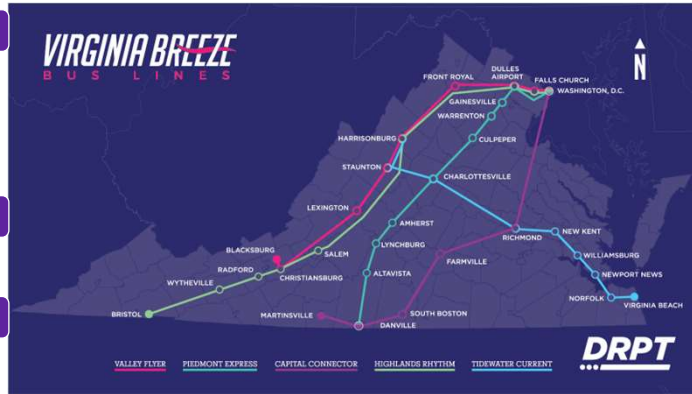 VIRGINIA BREEZE
BUS LINES
N
DULLES
AIRPORT
FRONT ROYAL
FALLS CHURCH
WASHINGTON, D.C.
GAINESVILLE
WARRENTON
HARRISONBURG
CULPEPER
STAUNTON
CHARLOTTESVILLE
LEXINGTON
AMHERST
NEW KENT
RICHMOND
LYNCHBURG
WILLIAMSBURG
BLACKSBURG
SALEM
FARMVILLE
RADFORD
CHRISTIANSBURG
ALTAVISTA
NEWPORT NEWS
WYTHEVILLE
NORFOLK
VIRGINIA BEACH
BRISTOL
MARTINSVILLE
SOUTH BOSTON
DANVILLE
DRPT
VALLEY FLYER
PIEDMONT EXPRESS
CAPITAL CONNECTOR
HIGHLANDS RHYTHM
TIDEWATER CURRENT